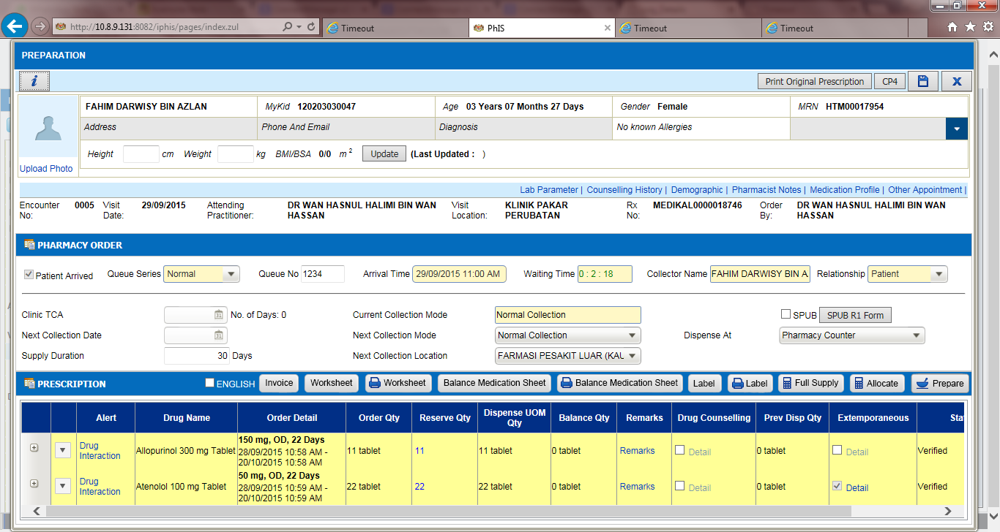 http://10.8.9.131:8082/iphis/pages/index.zul Timeout PhIS Timeout Timeout
PREPARATION
i Print Original Prescription CP4 X
FAHIM DARWISY BIN AZLAN MyKid 120203030047 Age 03 Years 07 Months 27 Days Gender Female MRN HTM00017954
Address Phone And Email Diagnosis No known Allergies
Height cm Weight kg BMI/BSA 0/0 m 2 Update (Last Updated : )
Upload Photo
Lab Parameter | Counselling History | Demographic | Pharmacist Notes | Medication Profile | Other Appointment |
Encounter 0005 Visit 29/09/2015 Attending DR WAN HASNUL HALIMI BIN WAN Visit KLINIK PAKAR Rx MEDIKAL0000018746 Order DR WAN HASNUL HALIMI BIN WAN
No: Date: Practitioner: HASSAN Location: PERUBATAN No: By: HASSAN
PHARMACY ORDER
Patient Arrived Queue Series Normal Queue No 1234 Arrival Time 29/09/2015 11:00 AM Waiting Time 0 : 2 : 18 Collector Name FAHIM DARWISY BIN A Relationship Patient
Clinic TCA 31 No. of Days: 0 Current Collection Mode Normal Collection SPUB SPUB R1 Form
Next Collection Date 31 Next Collection Mode Normal Collection Dispense At Pharmacy Counter
Supply Duration 30 Days Next Collection Location FARMASI PESAKIT LUAR (KAU
PRESCRIPTION ENGLISH Invoice Worksheet Worksheet Balance Medication Sheet Balance Medication Sheet Label Label Full Supply Allocate Prepare
Alert Drug Name Order Detail Order Qty Reserve Qty Dispense UOM Qty Balance Qty Remarks Drug Counselling Prev Disp Qty Extemporaneous Sta
150 mg, OD, 22 Days
Drug Interaction Allopurinol 300 mg Tablet 28/09/2015 10:58 AM - 11 tablet 11 11 tablet 0 tablet Remarks Detail 0 tablet Detail Verified
20/10/2015 10:58 AM
50 mg, OD, 22 Days
Drug Interaction Atenolol 100 mg Tablet 28/09/2015 10:59 AM - 22 tablet 22 22 tablet 0 tablet Remarks Detail 0 tablet Detail Verified
20/10/2015 10:59 AM